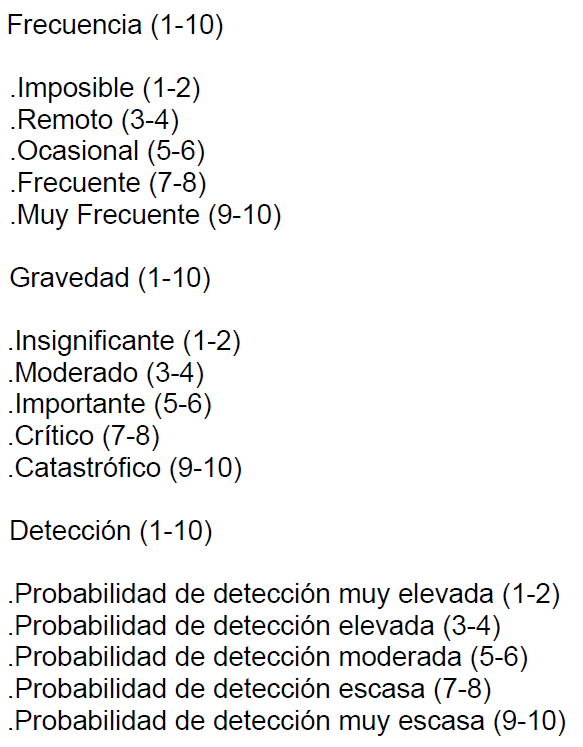 Frecuencia (1-10)
.Imposible (1-2)
.Remoto (3-4)
.Ocasional (5-6)
.Frecuente (7-8)
.Muy Frecuente (9-10)
Gravedad (1-10)
.Insignificante (1-2)
.Moderado (3-4)
.Importante (5-6)
.Crítico (7-8)
.Catastrófico (9-10)
Detección (1-10)
.Probabilidad de detección muy elevada (1-2)
.Probabilidad de detección elevada (3-4)
.Probabilidad de detección moderada (5-6)
.Probabilidad de detección escasa (7-8)
.Probabilidad de detección muy escasa (9-10)